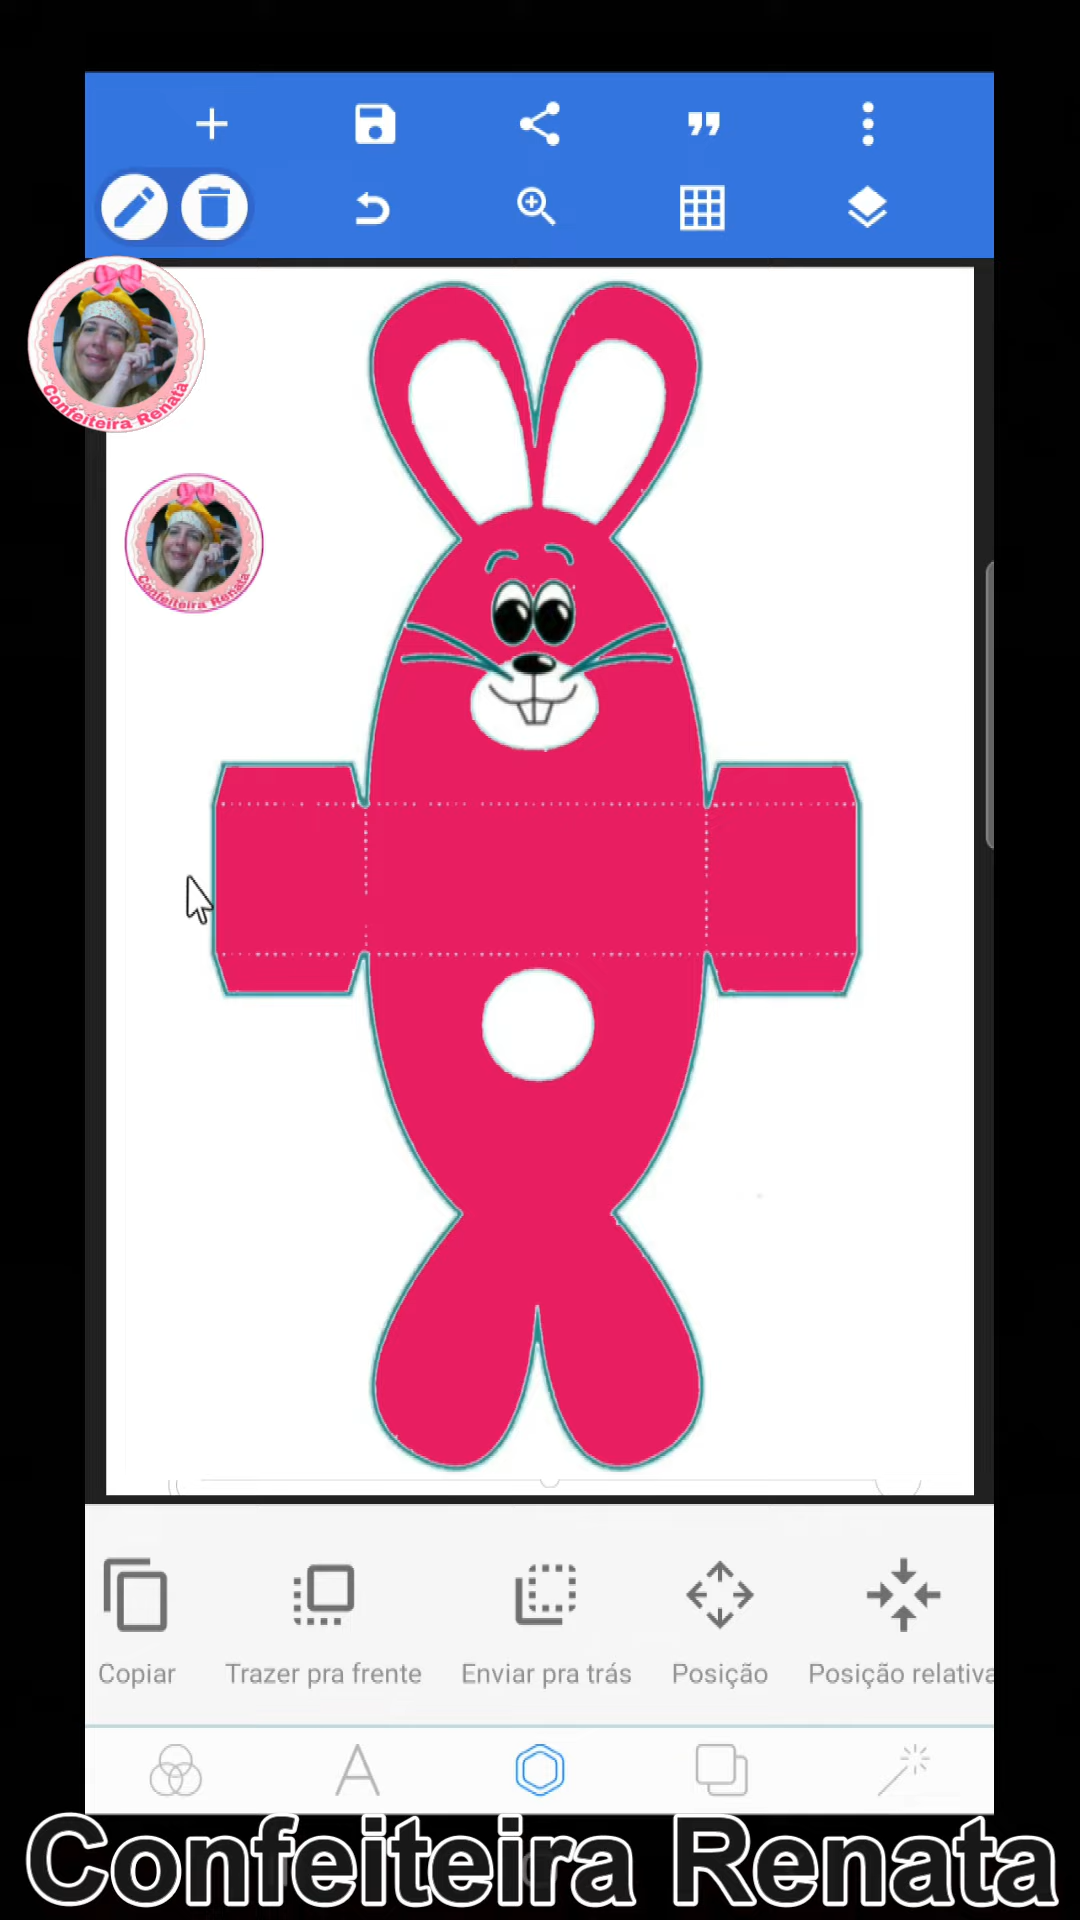 Confeiteira Renata
Confeiteira Renata
Copiar
Trazer pra frente
Enviar pra trás
Posição
Posição relativa
Confeiteira Renata